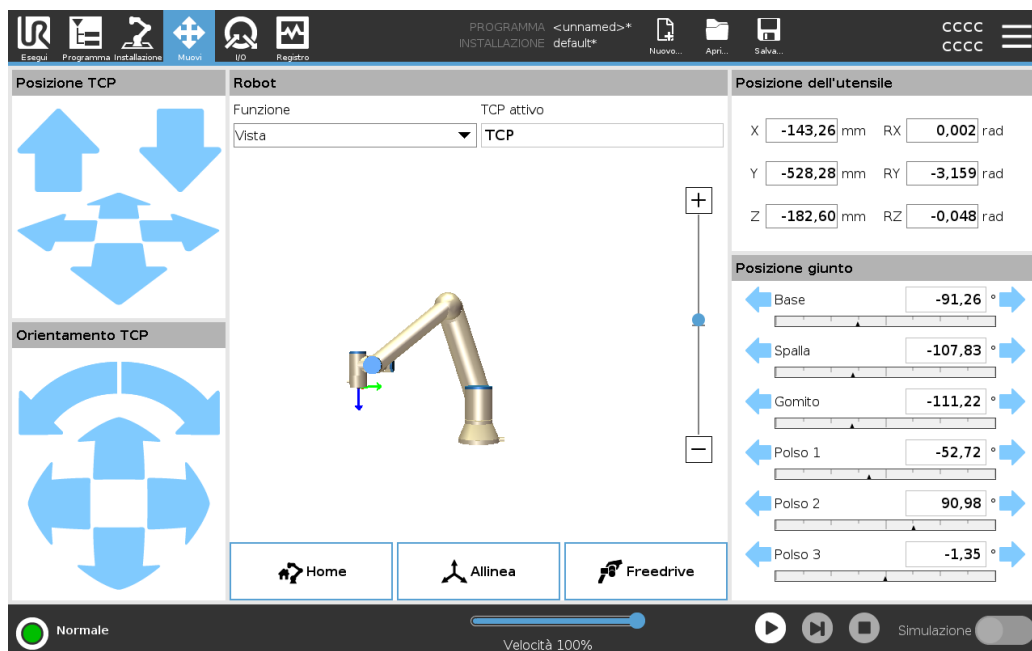 PROGRAMMA <unnamed>*
INSTALLAZIONE default*
CCCC
CCCC
UR
Esegui Programma Installazione Muovi I/O Registro Nuovo... Apri... Salva...
Posizione TCP
Robot
Posizione dell'utensile
Funzione TCP attivo
Vista TCP
X -143,26 mm RX 0,002 rad
Y -528,28 mm RY -3,159 rad
Z -182,60 mm RZ -0,048 rad
Posizione giunto
Base -91,26 °
Orientamento TCP
Spalla -107,83 °
Gomito -111,22 °
Polso 1 -52,72 °
Polso 2 90,98 °
Polso 3 -1,35 °
Home Allinea Freedrive
Normale
Velocità 100%
Simulazione